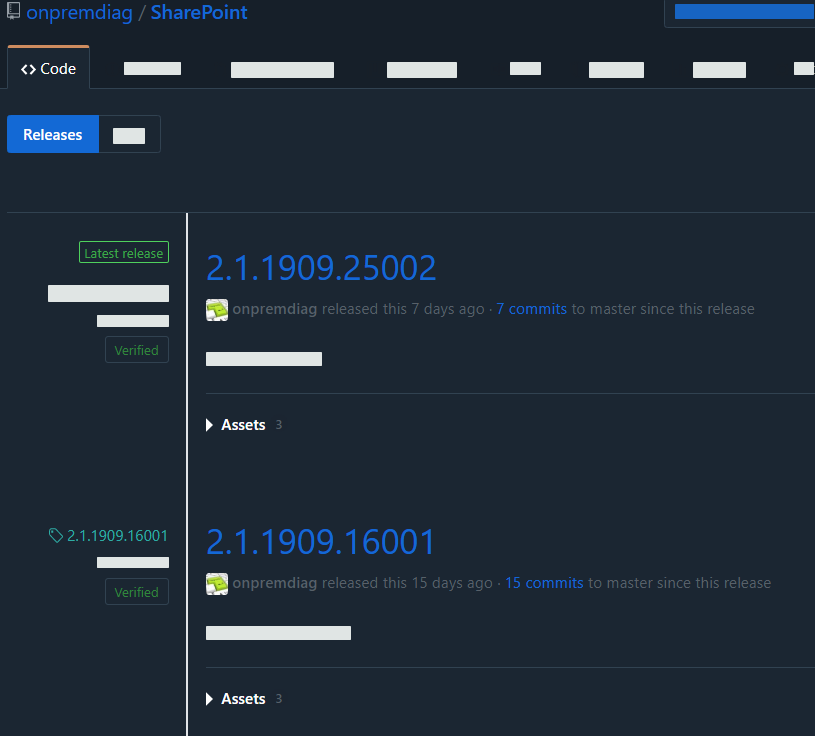 onpremdiag / SharePoint
<> Code
Releases
Latest release
Verified
2.1.1909.25002
onpremdiag released this 7 days ago · 7 commits to master since this release
Assets 3
2.1.1909.16001
Verified
2.1.1909.16001
onpremdiag released this 15 days ago · 15 commits to master since this release
Assets 3